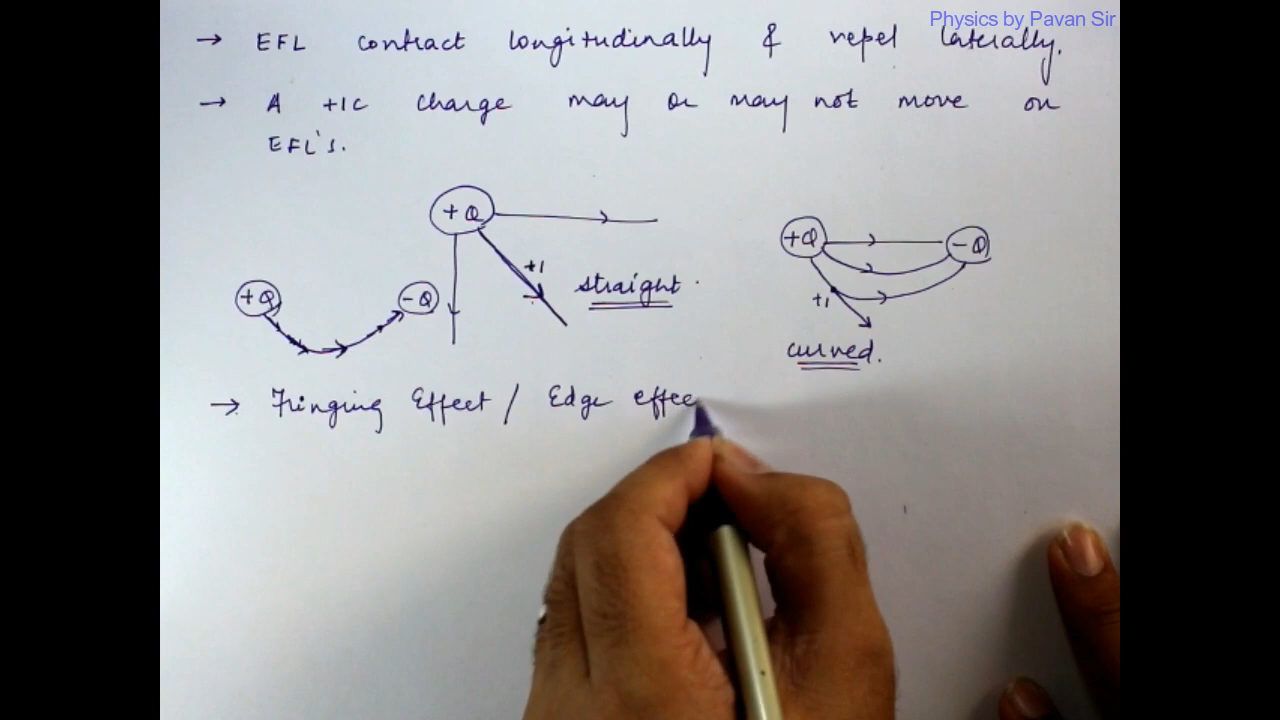 Physics by Pavan Sir
→ EFL contract longitudinally & repel laterally.
→ A +1C charge may or may not move on
EFL's.
+Q
+Q -Q
+1
straight.
+Q -Q
+1
curved.
→ Fringing Effect / Edge effec